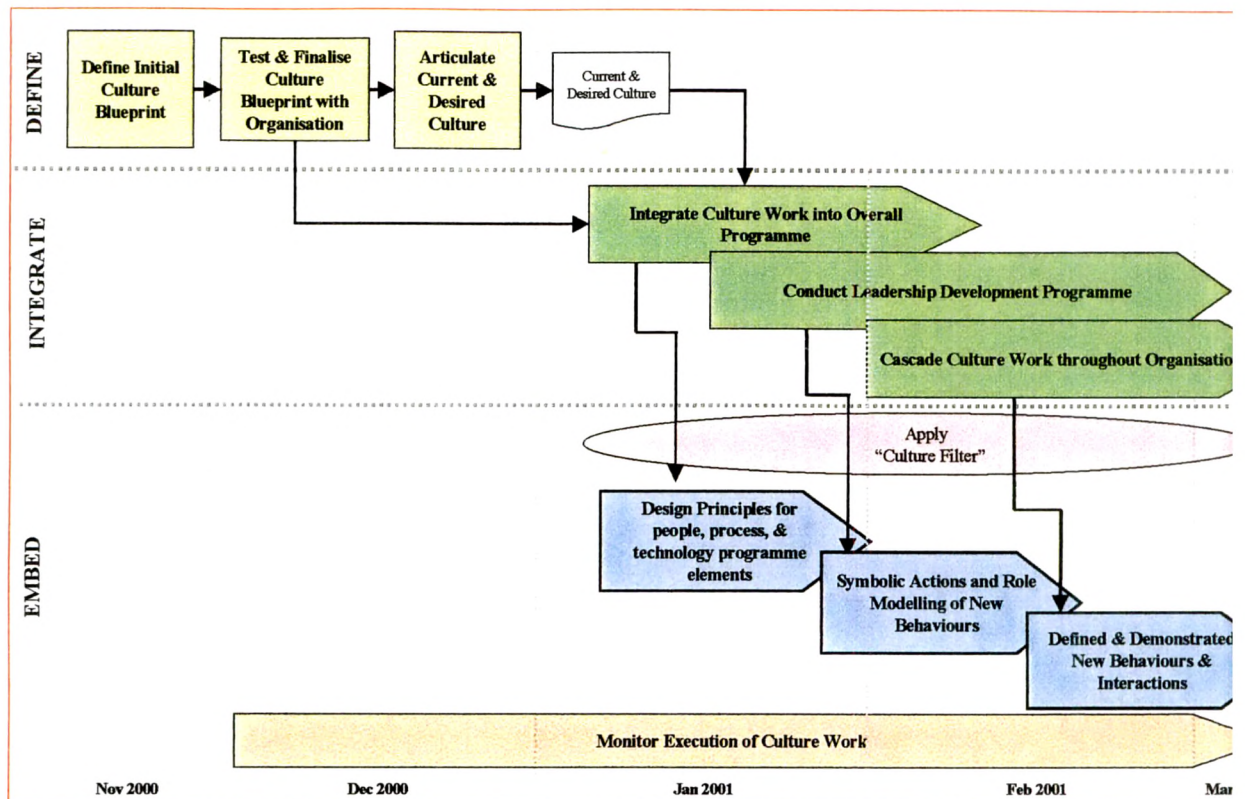 DEFINE
Define Initial
Culture
Blueprint
Test & Finalise
Culture
Blueprint with
Organisation
Articulate
Current &
Desired
Culture
Current &
Desired Culture
INTEGRATE
Integrate Culture Work into Overall
Programme
Conduct Leadership Development Programme
Cascade Culture Work throughout Organisatio
EMBED
Apply
“Culture Filter”
Design Principles for
people, process, &
technology programme
elements
Symbolic Actions and Role
Modelling of New
Behaviours
Defined & Demonstrated
New Behaviours &
Interactions
Monitor Execution of Culture Work
Nov 2000 Dec 2000 Jan 2001 Feb 2001 Mar